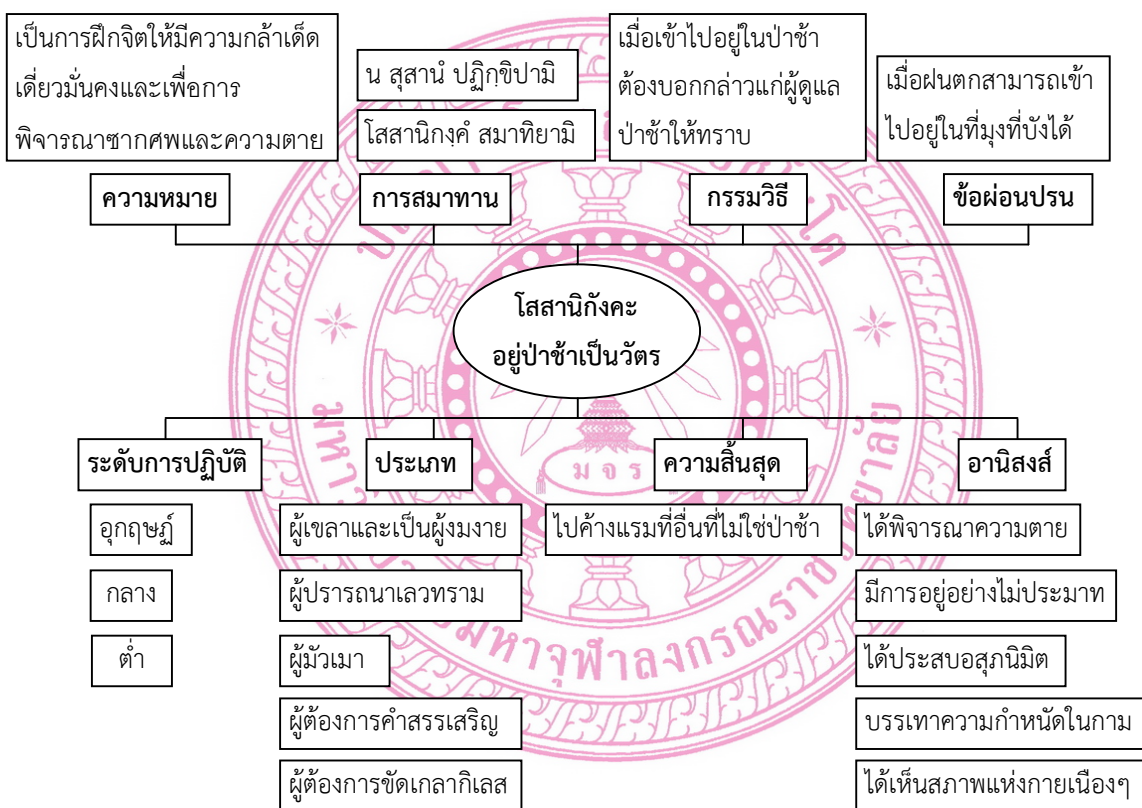 เป็นการฝึกจิตให้มีความกล้าเด็ด
เดี่ยวมั่นคงและเพื่อการ
พิจารณาซากศพและความตาย
น สุสานํ ปฏิกฺขิปามิ
โสสานิกงฺคํ สมาทิยามิ
เมื่อเข้าไปอยู่ในป่าช้า
ต้องบอกกล่าวแก่ผู้ดูแล
ป่าช้าให้ทราบ
เมื่อฝนตกสามารถเข้า
ไปอยู่ในที่มุงที่บังได้
ความหมาย
การสมาทาน
กรรมวิธี
ข้อผ่อนปรน
โสสานิกังคะ
อยู่ป่าช้าเป็นวัตร
ระดับการปฏิบัติ
ประเภท
ความสิ้นสุด
อานิสงส์
อุกฤษฏ์
กลาง
ต่ำ
ผู้เขลาและเป็นผู้งมงาย
ผู้ปรารถนาเลวทราม
ผู้มัวเมา
ผู้ต้องการคำสรรเสริญ
ผู้ต้องการขัดเกลากิเลส
ไปค้างแรมที่อื่นที่ไม่ใช่ป่าช้า
ได้พิจารณาความตาย
มีการอยู่อย่างไม่ประมาท
ได้ประสบอสุภนิมิต
บรรเทาความกำหนัดในกาม
ได้เห็นสภาพแห่งกายเนืองๆ
ม จ ร